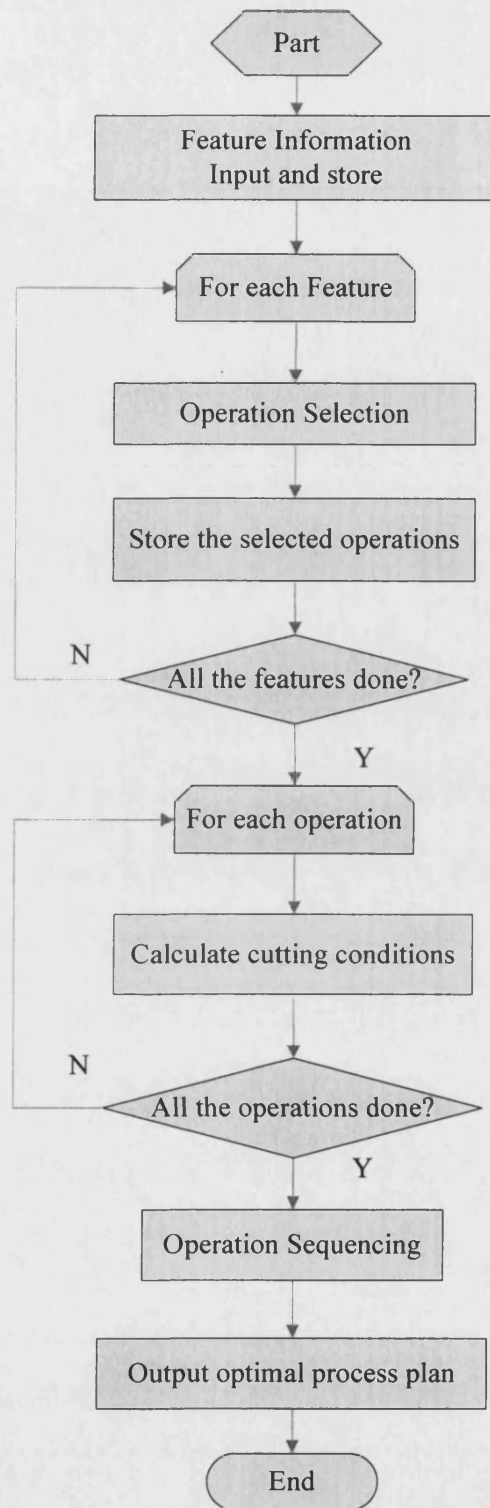 Part
Feature Information
Input and store
For each Feature
Operation Selection
Store the selected operations
N
All the features done?
Y
For each operation
Calculate cutting conditions
N
All the operations done?
Y
Operation Sequencing
Output optimal process plan
End